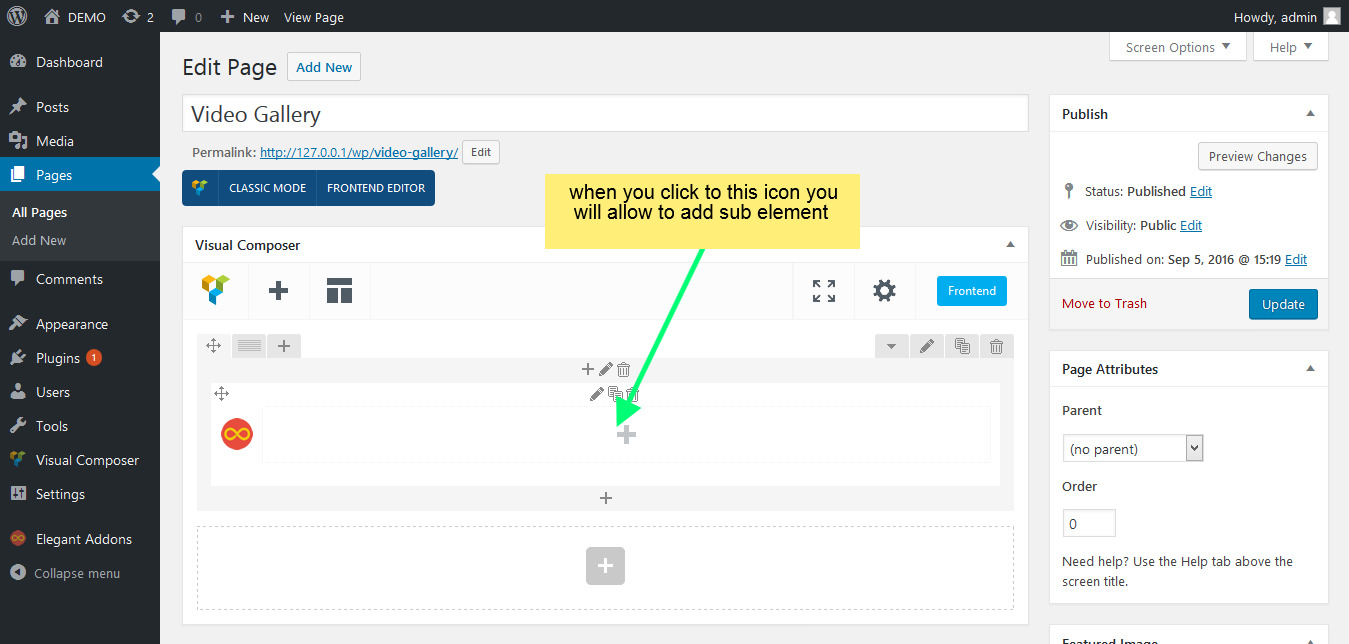 DEMO 2 0 New View Page Howdy, admin
Dashboard
Posts
Media
Pages
All Pages
Add New
Comments
Appearance
Plugins 1
Users
Tools
Visual Composer
Settings
Elegant Addons
Collapse menu
Screen Options Help
Edit Page Add New
Video Gallery
Permalink: http://127.0.0.1/wp/video-gallery/ Edit
CLASSIC MODE FRONTEND EDITOR
when you click to this icon you
will allow to add sub element
Visual Composer
Frontend
Publish
Preview Changes
Status: Published Edit
Visibility: Public Edit
Published on: Sep 5, 2016 @ 15:19 Edit
Move to Trash Update
Page Attributes
Parent
(no parent)
Order
0
Need help? Use the Help tab above the
screen title.
Featured Image